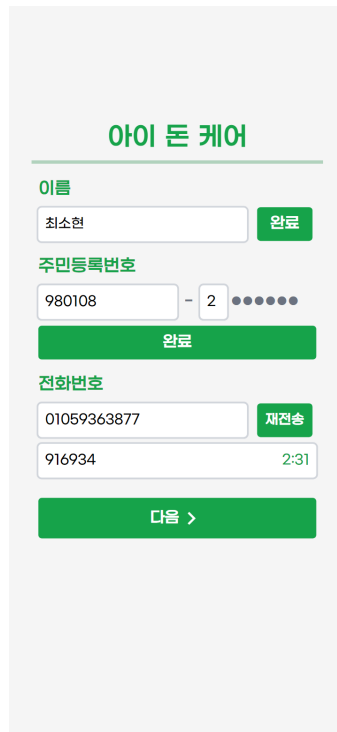 아이 돈 케어
이름
최소현 완료
주민등록번호
980108 - 2 ●●●●●●
완료
전화번호
01059363877 재전송
916934 2:31
다음 >